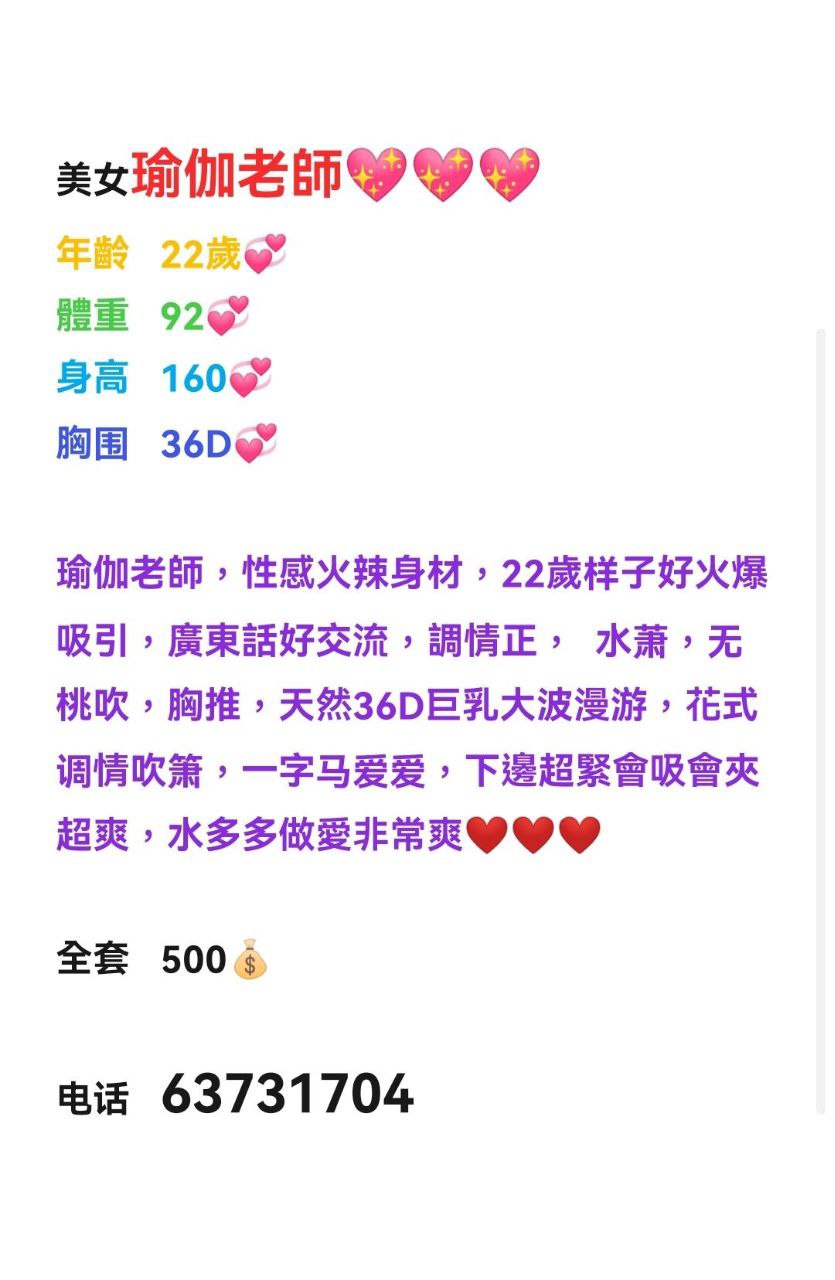 美女瑜伽老師💖💖💖
年齡 22歲💞
體重 92💞
身高 160💞
胸围 36D💞
瑜伽老師，性感火辣身材，22歲样子好火爆
吸引，廣東話好交流，調情正， 水萧，无
桃吹，胸推，天然36D巨乳大波漫游，花式
调情吹箫，一字马爱爱，下邊超緊會吸會夾
超爽，水多多做愛非常爽❤️❤️❤️
全套 500💰
电话 63731704